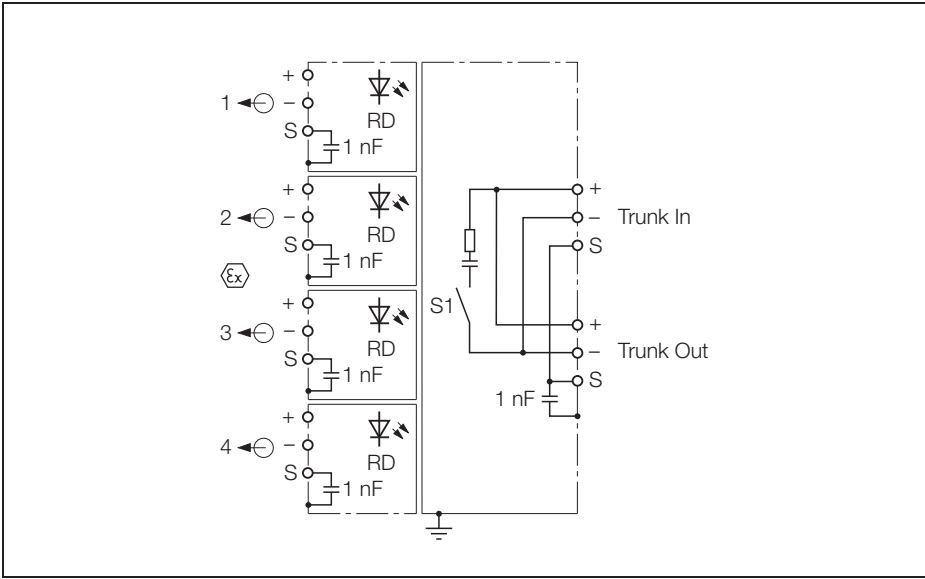 +
1 –
RD
S
1 nF
+
2 –
RD
S
1 nF
Ex
+
3 –
RD
S
1 nF
+
4 –
RD
S
1 nF
S1
+
– Trunk In
S
+
– Trunk Out
S
1 nF